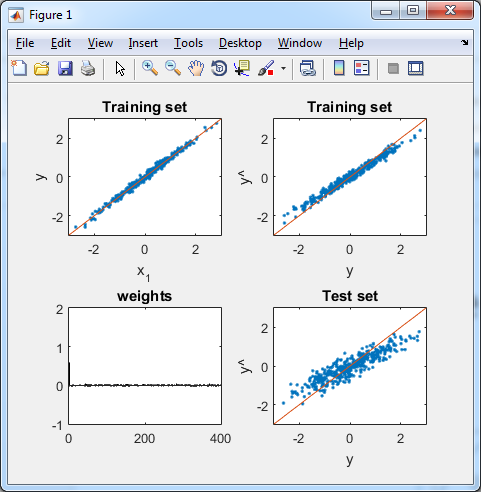 Figure 1
File Edit View Insert Tools Desktop Window Help
Training set
2
0
-2
y
-2 0 2
x1
Training set
2
0
-2
y^
-2 0 2
y
weights
2
1
0
-1
0 200 400
Test set
2
0
-2
y^
-2 0 2
y